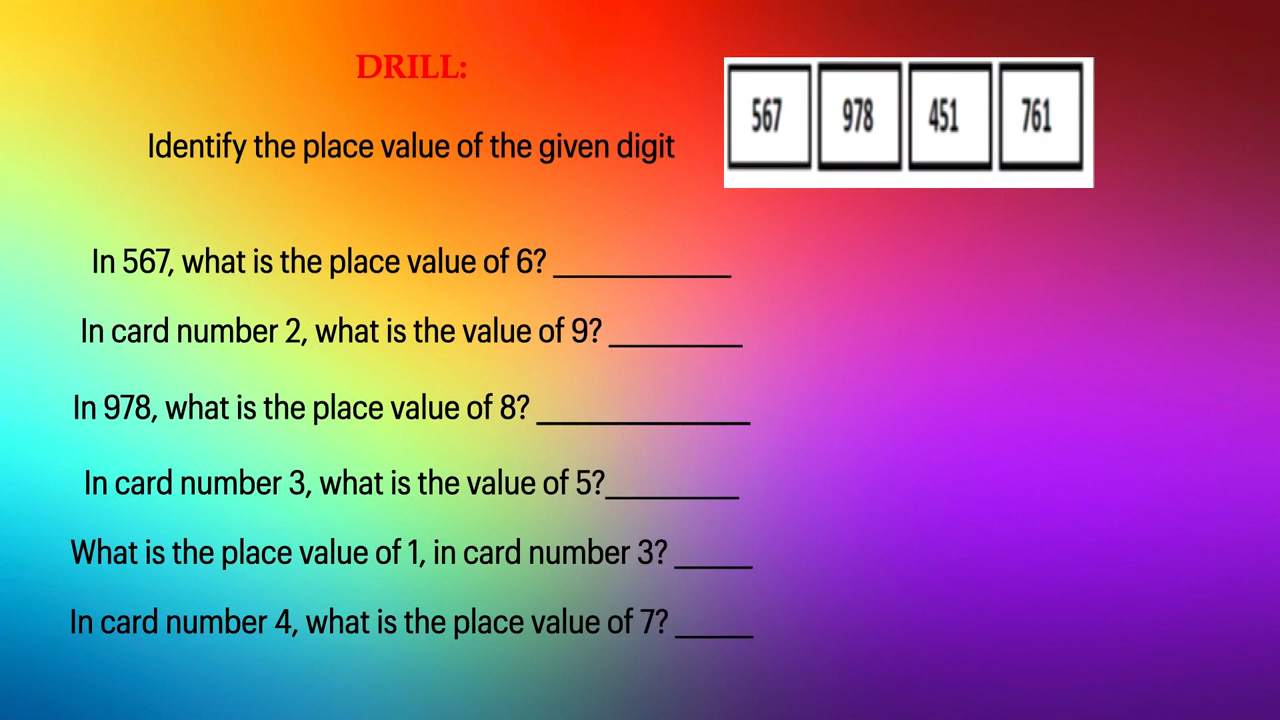 DRILL:
567 978 451 761
Identify the place value of the given digit
In 567, what is the place value of 6? ___________
In card number 2, what is the value of 9? ________
In 978, what is the place value of 8? _____________
In card number 3, what is the value of 5?________
What is the place value of 1, in card number 3? _____
In card number 4, what is the place value of 7? _____